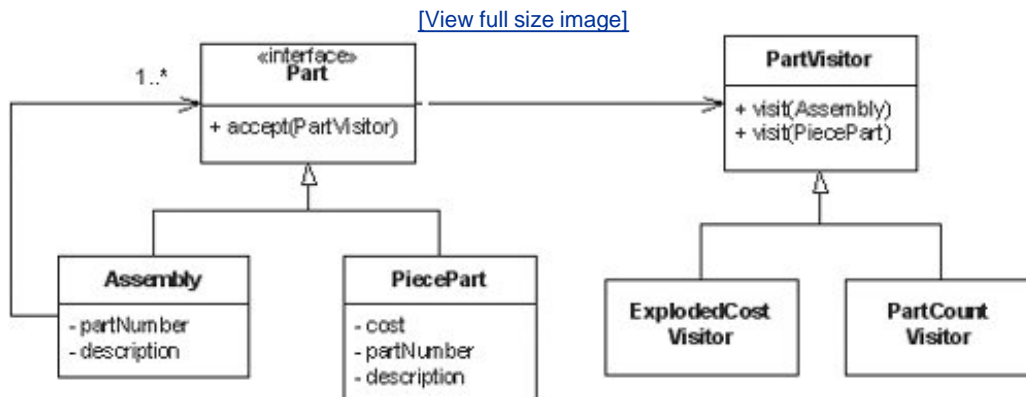 [View full size image]
«interface»
Part
+ accept(PartVisitor)
1..*
PartVisitor
+ visit(Assembly)
+ visit(PiecePart)
Assembly
- partNumber
- description
PiecePart
- cost
- partNumber
- description
ExplodedCost
Visitor
PartCount
Visitor